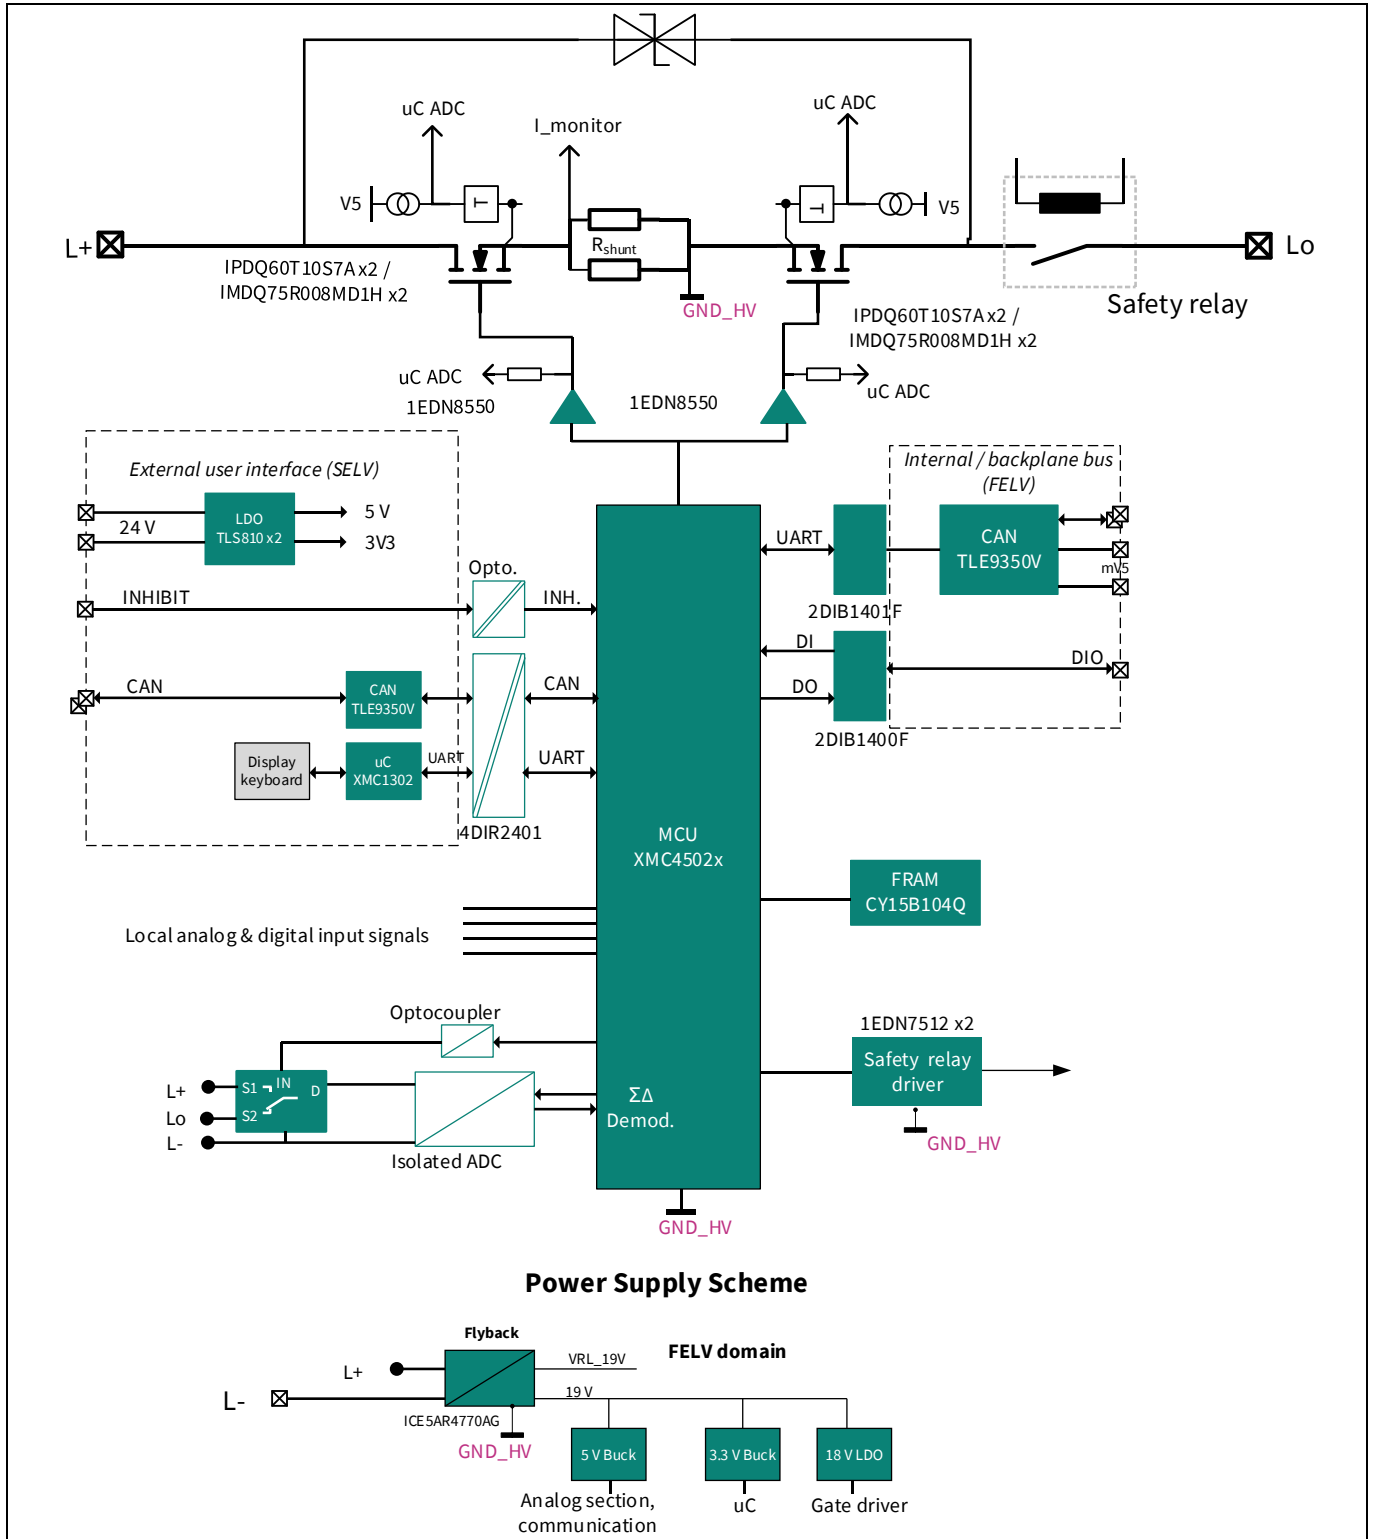 uC ADC
uC ADC
I_monitor
V5
V5
L+
Rshunt
Lo
IPDQ60T10S7A x2 /
IMDQ75R008MD1H x2
GND_HV
Safety relay
IPDQ60T10S7A x2 /
IMDQ75R008MD1H x2
uC ADC
uC ADC
1EDN8550
1EDN8550
External user interface (SELV)
Internal / backplane bus
(FELV)
LDO
TLS810 x2
24 V
5 V
3V3
UART
CAN
TLE9350V
mV5
Opto.
INHIBIT
INH.
2DIB1401F
DI
DIO
DO
2DIB1400F
CAN
CAN
TLE9350V
CAN
Display
keyboard
uC
XMC1302
UART
UART
4DIR2401
MCU
XMC4502x
FRAM
CY15B104Q
Local analog & digital input signals
Optocoupler
1EDN7512 x2
Safety relay
driver
GND_HV
L+
Lo
L-
S1
IN
D
S2
ΣΔ
Demod.
Isolated ADC
GND_HV
Power Supply Scheme
Flyback
FELV domain
L+
VRL_19V
L-
19 V
ICE5AR4770AG
GND_HV
5 V Buck
3.3 V Buck
18 V LDO
Analog section,
communication
uC
Gate driver